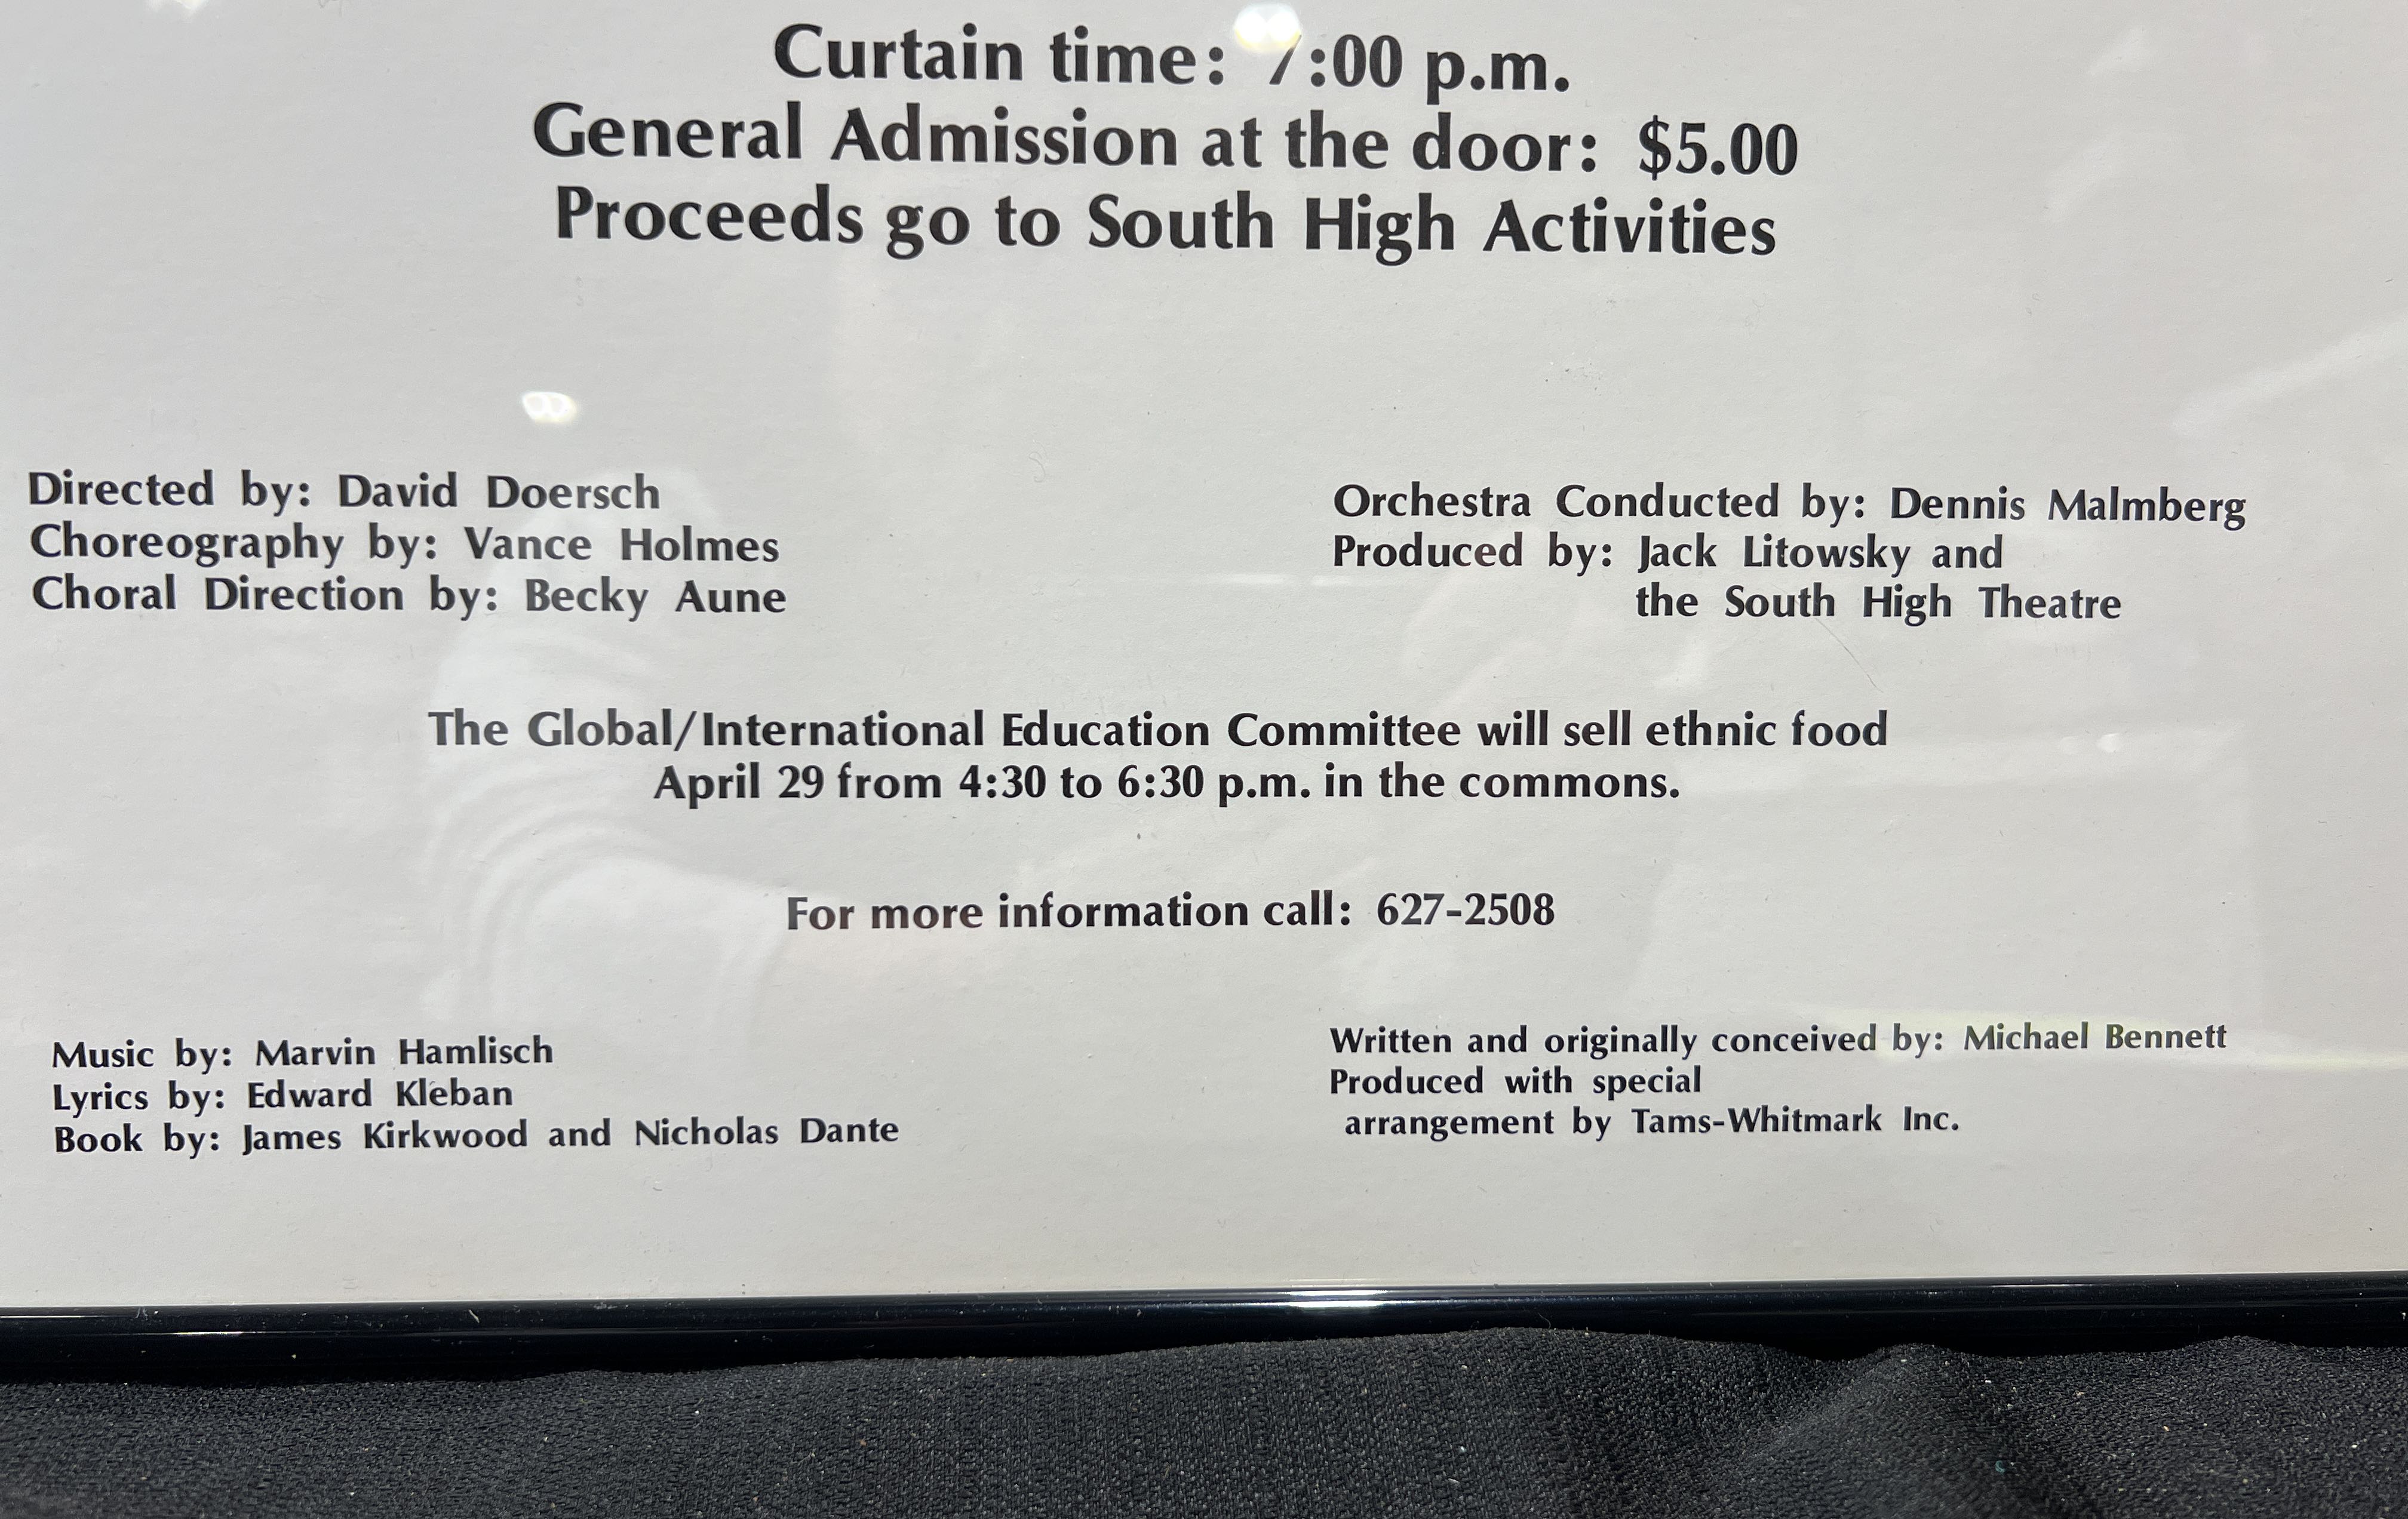 Curtain time: 7:00 p.m.
General Admission at the door: $5.00
Proceeds go to South High Activities
Directed by: David Doersch
Choreography by: Vance Holmes
Choral Direction by: Becky Aune
Orchestra Conducted by: Dennis Malmberg
Produced by: Jack Litowsky and
the South High Theatre
The Global/International Education Committee will sell ethnic food
April 29 from 4:30 to 6:30 p.m. in the commons.
For more information call: 627-2508
Music by: Marvin Hamlisch
Lyrics by: Edward Kleban
Book by: James Kirkwood and Nicholas Dante
Written and originally conceived by: Michael Bennett
Produced with special
arrangement by Tams-Whitmark Inc.